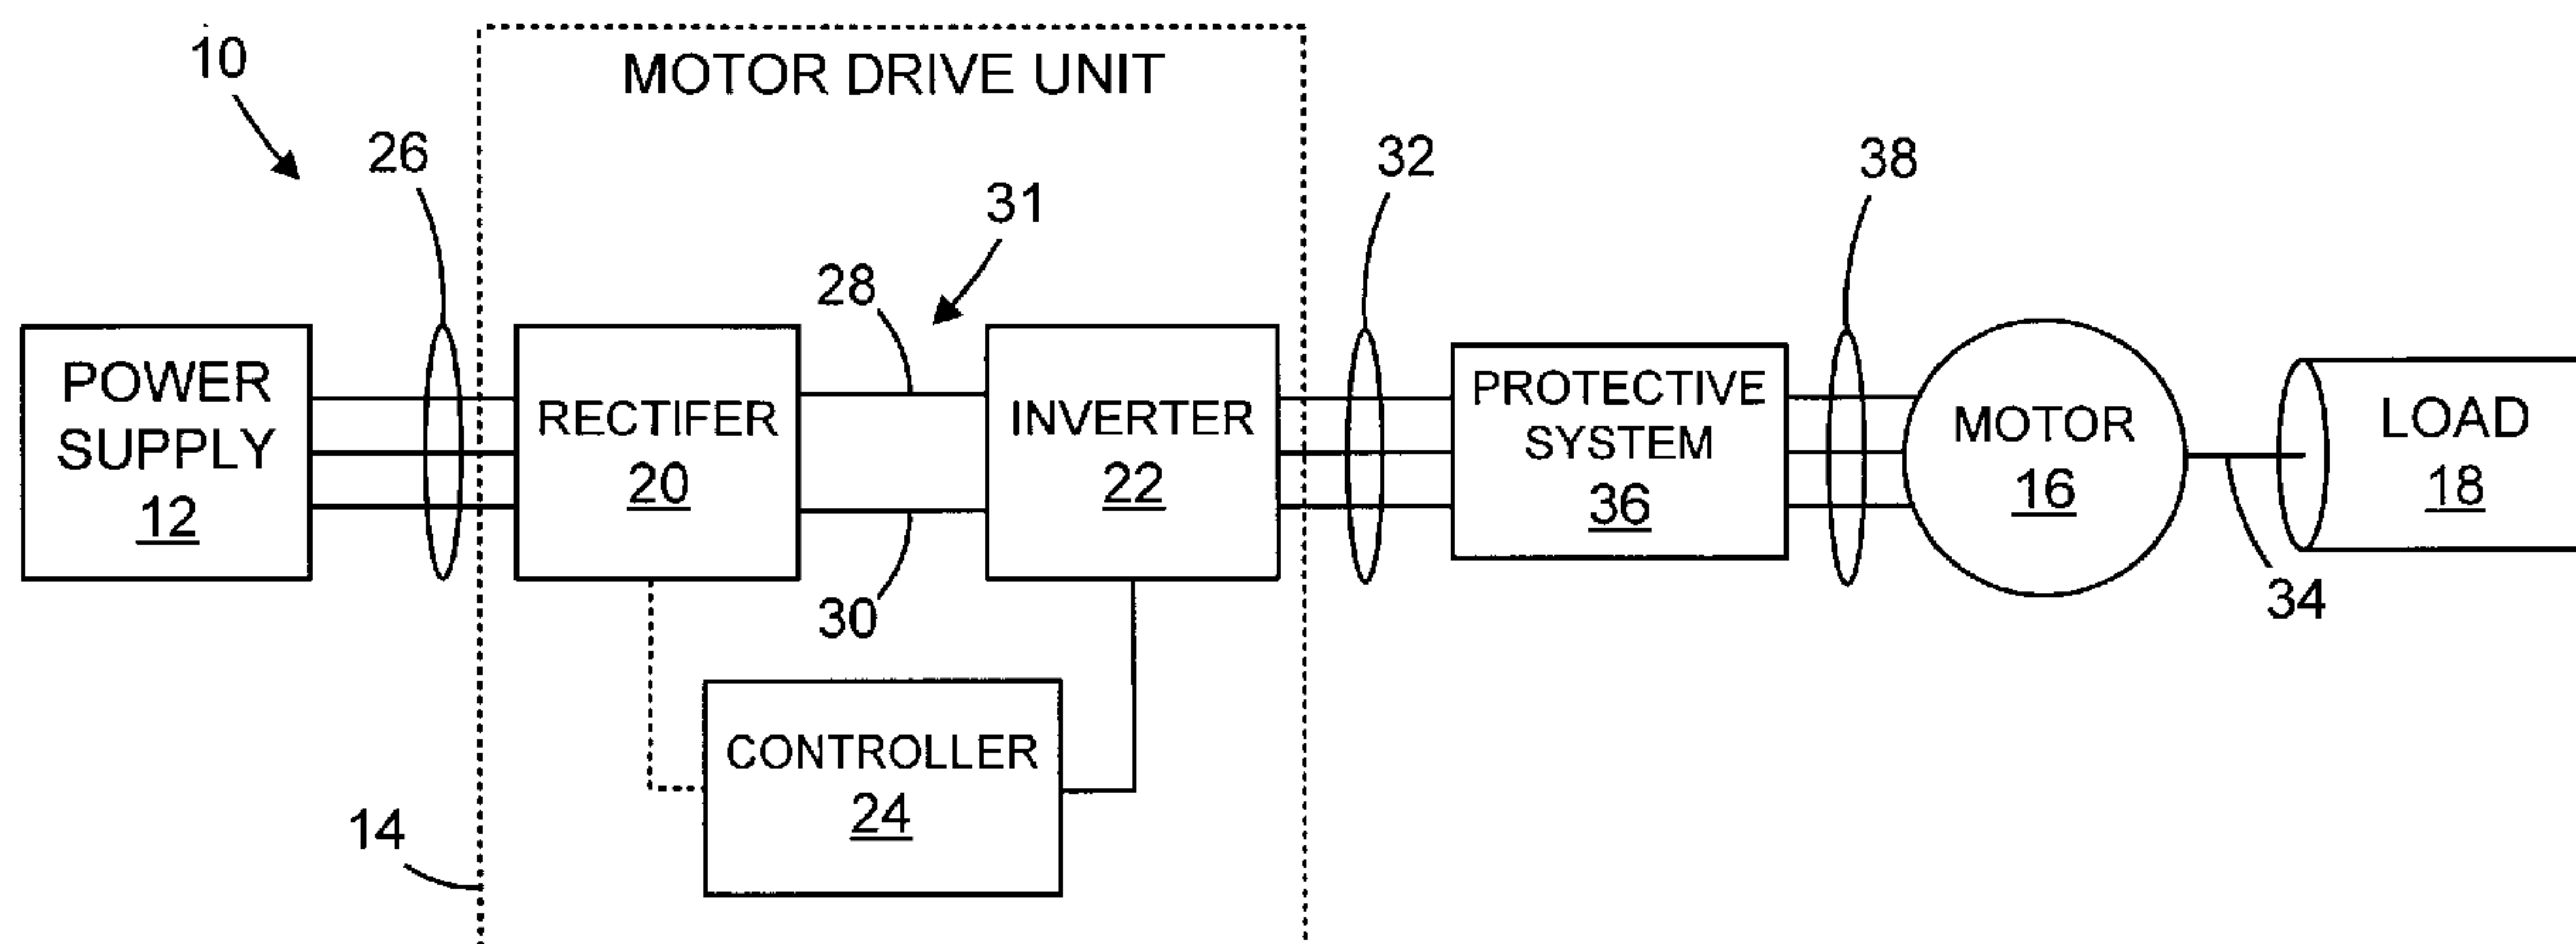 10
MOTOR DRIVE UNIT
26
32
38
31
28
POWER
SUPPLY
12
RECTIFER
20
INVERTER
22
PROTECTIVE
SYSTEM
36
MOTOR
16
LOAD
18
30
34
CONTROLLER
24
14